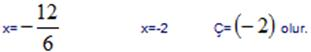 x=-12/6   x=-2   Ç=(-2) olur.